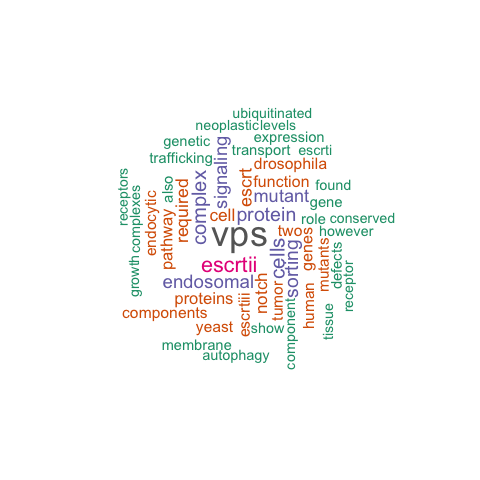 ubiquitinated
neoplastic levels
genetic expression
trafficking transport escrti
signaling drosophila
escrt function found
receptors also required complex mutant gene
complexes endocytic pathway cell protein role conserved
vps two however
growth escrtii cells sorting genes mutants defects receptor
endosomal
proteins escrtiii notch tumor human tissue
components
yeast show component
membrane
autophagy